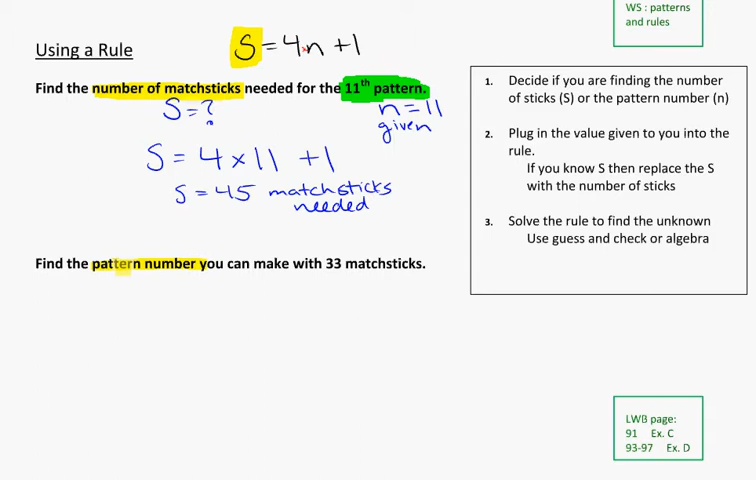 WS : patterns
and rules
Using a Rule
S = 4×n +1
Find the number of matchsticks needed for the 11th pattern.
S = ?
n = 11
given
S = 4 × 11 +1
S = 45 matchsticks
needed
1. Decide if you are finding the number
of sticks (S) or the pattern number (n)
2. Plug in the value given to you into the
rule.
If you know S then replace the S
with the number of sticks
3. Solve the rule to find the unknown
Use guess and check or algebra
Find the pattern number you can make with 33 matchsticks.
LWB page:
91 Ex. C
93-97 Ex. D